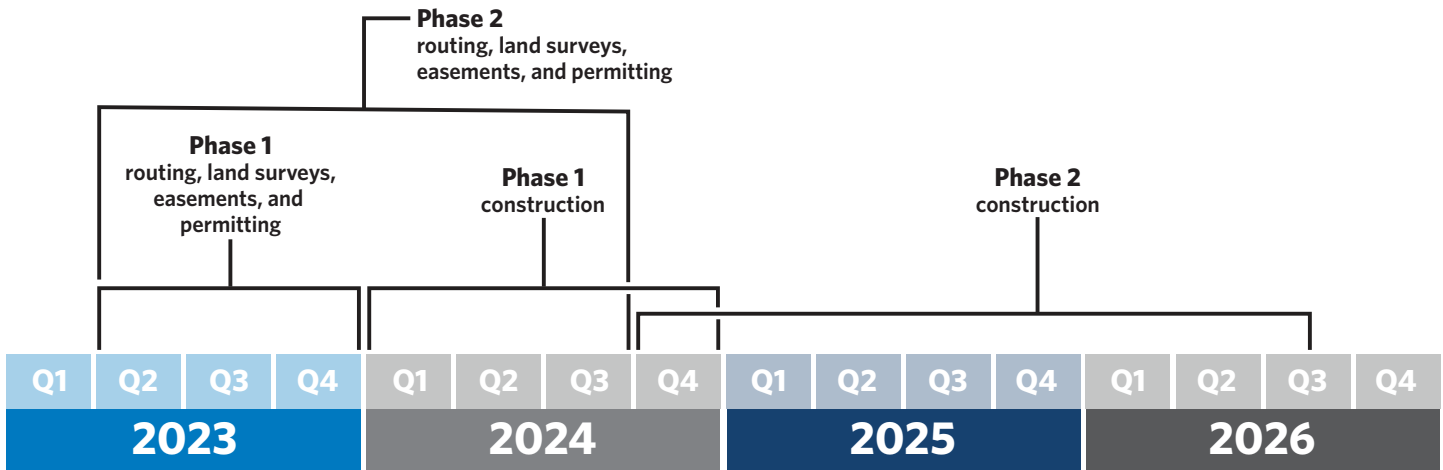 Phase 2
routing, land surveys,
easements, and permitting
Phase 1
routing, land surveys,
easements, and
permitting
Phase 1
construction
Phase 2
construction
Q1 Q2 Q3 Q4 Q1 Q2 Q3 Q4 Q1 Q2 Q3 Q4 Q1 Q2 Q3 Q4
2023 2024 2025 2026